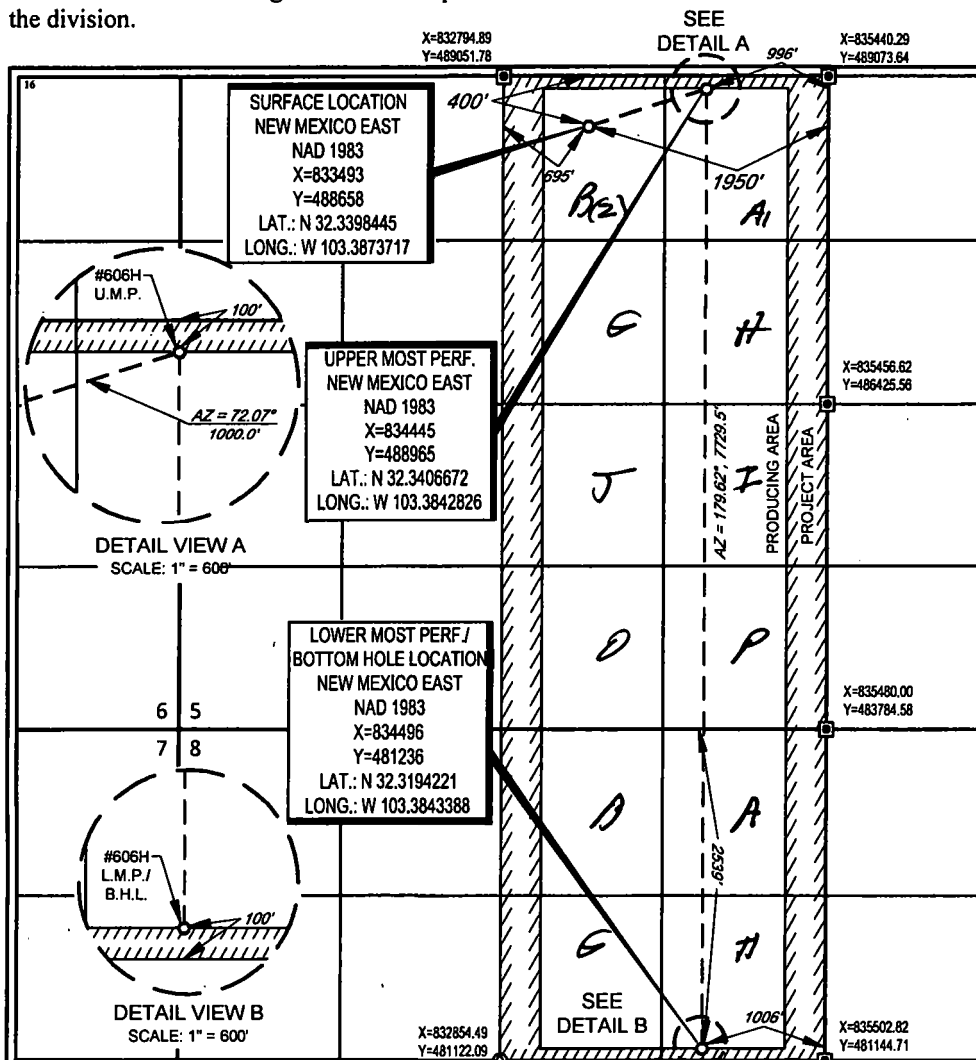 the division.
X=832794.89
Y=489051.78
SEE
DETAIL A
996'
X=835440.29
Y=489073.64
16
SURFACE LOCATION
NEW MEXICO EAST
NAD 1983
X=833493
Y=488658
LAT.: N 32.3398445
LONG.: W 103.3873717
400'
695'
1950'
B(2)
A1
#606H
U.M.P.
100'
AZ = 72.07°
1000.0'
DETAIL VIEW A
SCALE: 1" = 600'
UPPER MOST PERF.
NEW MEXICO EAST
NAD 1983
X=834445
Y=488965
LAT.: N 32.3406672
LONG.: W 103.3842826
G
H
X=835456.62
Y=486425.56
J
I
AZ = 179.62°, 7729.5'
PRODUCING AREA
PROJECT AREA
LOWER MOST PERF./
BOTTOM HOLE LOCATION
NEW MEXICO EAST
NAD 1983
X=834496
Y=481236
LAT.: N 32.3194221
LONG.: W 103.3843388
O
P
6 5
7 8
X=835480.00
Y=483784.58
#606H
L.M.P./
B.H.L.
100'
DETAIL VIEW B
SCALE: 1" = 600'
B
A
2539'
G
H
SEE
DETAIL B
1006'
X=832854.49
Y=481122.09
X=835502.82
Y=481144.71